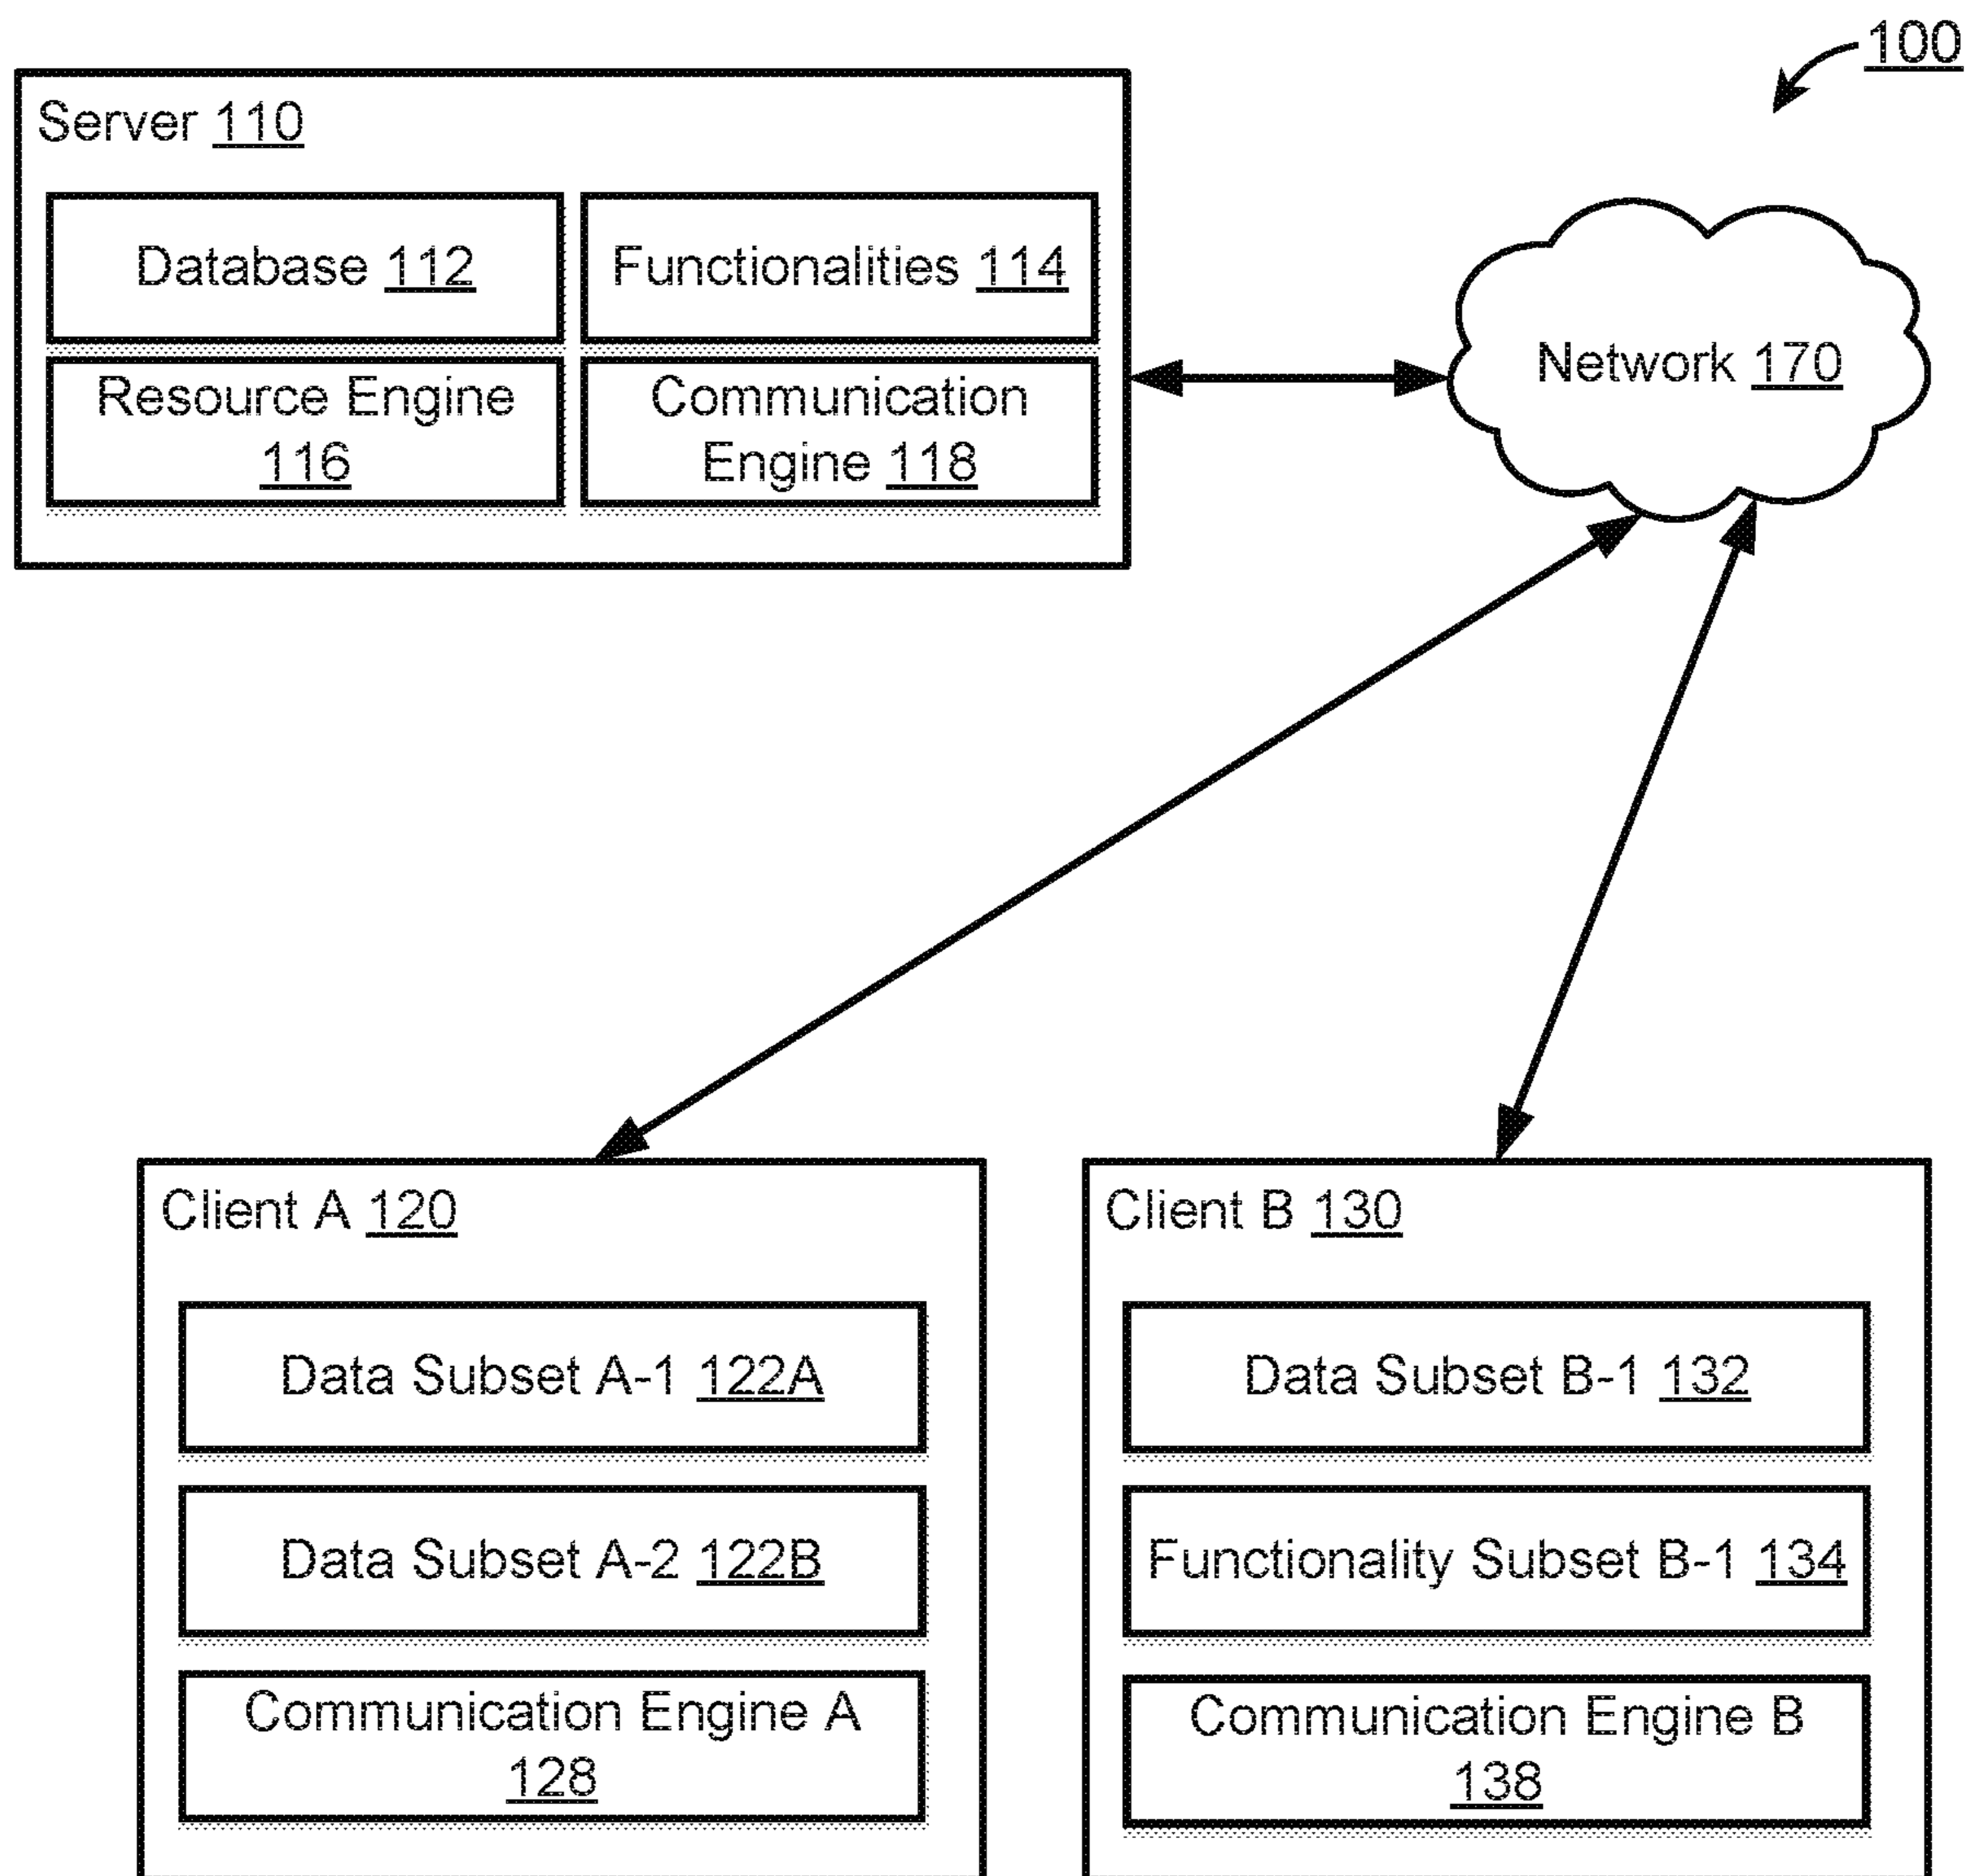 100
Server 110
Database 112
Functionalities 114
Resource Engine
116
Communication
Engine 118
Network 170
Client A 120
Data Subset A-1 122A
Data Subset A-2 122B
Communication Engine A
128
Client B 130
Data Subset B-1 132
Functionality Subset B-1 134
Communication Engine B
138